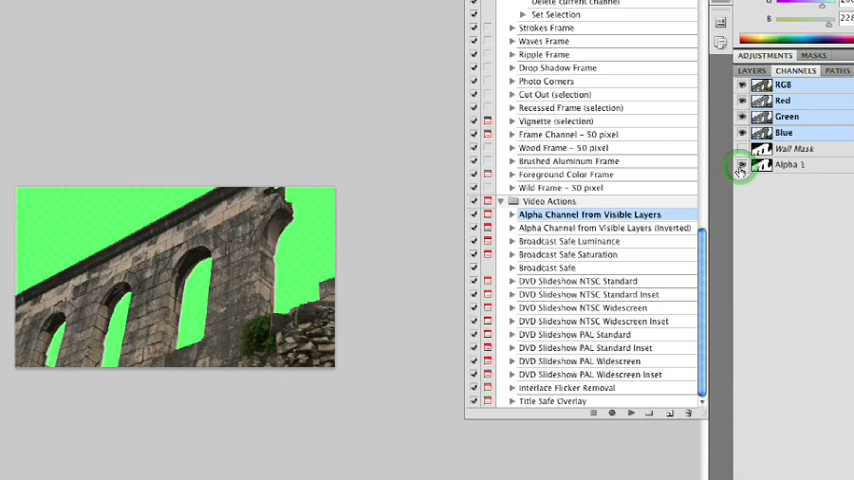 Delete current channel
Set Selection
Strokes Frame
Waves Frame
Ripple Frame
Drop Shadow Frame
Photo Corners
Cut Out (selection)
Recessed Frame (selection)
Vignette (selection)
Frame Channel - 50 pixel
Wood Frame - 50 pixel
Brushed Aluminum Frame
Foreground Color Frame
Wild Frame - 50 pixel
Video Actions
Alpha Channel from Visible Layers
Alpha Channel from Visible Layers (Inverted)
Broadcast Safe Luminance
Broadcast Safe Saturation
Broadcast Safe
DVD Slideshow NTSC Standard
DVD Slideshow NTSC Standard Inset
DVD Slideshow NTSC Widescreen
DVD Slideshow NTSC Widescreen Inset
DVD Slideshow PAL Standard
DVD Slideshow PAL Standard Inset
DVD Slideshow PAL Widescreen
DVD Slideshow PAL Widescreen Inset
Interlace Flicker Removal
Title Safe Overlay
B 228
ADJUSTMENTS MASKS
LAYERS CHANNELS PATHS
RGB
Red
Green
Blue
Wall Mask
Alpha 1